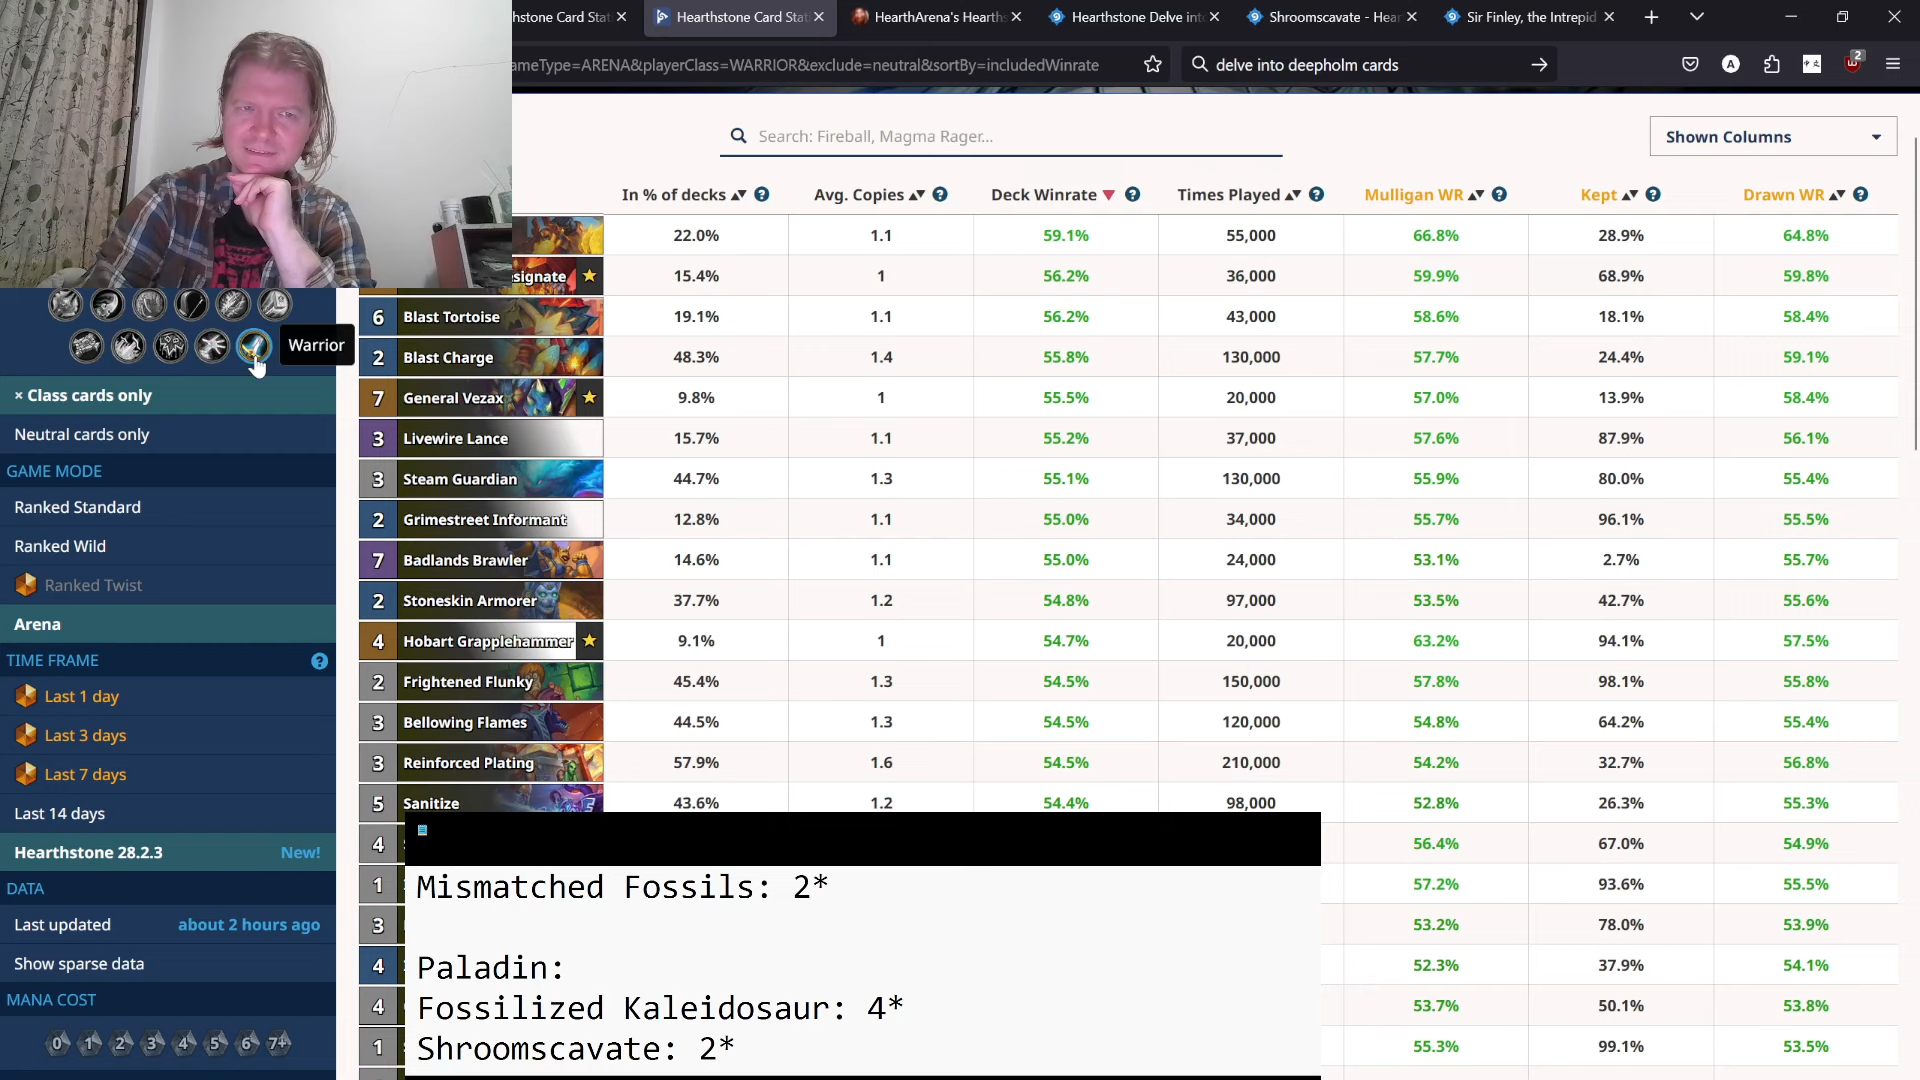 hstone Card Stati
Hearthstone Card Stati
HearthArena's Hearths
Hearthstone Delve into
Shroomscavate - Hear
Sir Finley, the Intrepid
ameType=ARENA&playerClass=WARRIOR&exclude=neutral&sortBy=includedWinrate
delve into deepholm cards
A
2
Search: Fireball, Magma Rager...
Shown Columns
In % of decks ? Avg. Copies ? Deck Winrate ? Times Played ? Mulligan WR ? Kept ? Drawn WR ?
22.0% 1.1 59.1% 55,000 66.8% 28.9% 64.8%
signate 15.4% 1 56.2% 36,000 59.9% 68.9% 59.8%
6 Blast Tortoise 19.1% 1.1 56.2% 43,000 58.6% 18.1% 58.4%
2 Blast Charge 48.3% 1.4 55.8% 130,000 57.7% 24.4% 59.1%
7 General Vezax 9.8% 1 55.5% 20,000 57.0% 13.9% 58.4%
3 Livewire Lance 15.7% 1.1 55.2% 37,000 57.6% 87.9% 56.1%
3 Steam Guardian 44.7% 1.3 55.1% 130,000 55.9% 80.0% 55.4%
2 Grimestreet Informant 12.8% 1.1 55.0% 34,000 55.7% 96.1% 55.5%
7 Badlands Brawler 14.6% 1.1 55.0% 24,000 53.1% 2.7% 55.7%
2 Stoneskin Armorer 37.7% 1.2 54.8% 97,000 53.5% 42.7% 55.6%
4 Hobart Grapplehammer 9.1% 1 54.7% 20,000 63.2% 94.1% 57.5%
2 Frightened Flunky 45.4% 1.3 54.5% 150,000 57.8% 98.1% 55.8%
3 Bellowing Flames 44.5% 1.3 54.5% 120,000 54.8% 64.2% 55.4%
3 Reinforced Plating 57.9% 1.6 54.5% 210,000 54.2% 32.7% 56.8%
5 Sanitize 43.6% 1.2 54.4% 98,000 52.8% 26.3% 55.3%
4 56.4% 67.0% 54.9%
1 57.2% 93.6% 55.5%
3 53.2% 78.0% 53.9%
4 52.3% 37.9% 54.1%
4 53.7% 50.1% 53.8%
1 55.3% 99.1% 53.5%
Warrior
× Class cards only
Neutral cards only
GAME MODE
Ranked Standard
Ranked Wild
Ranked Twist
Arena
TIME FRAME ?
Last 1 day
Last 3 days
Last 7 days
Last 14 days
Hearthstone 28.2.3 New!
DATA
Last updated about 2 hours ago
Show sparse data
MANA COST
0 1 2 3 4 5 6 7+
Mismatched Fossils: 2*
Paladin:
Fossilized Kaleidosaur: 4*
Shroomscavate: 2*